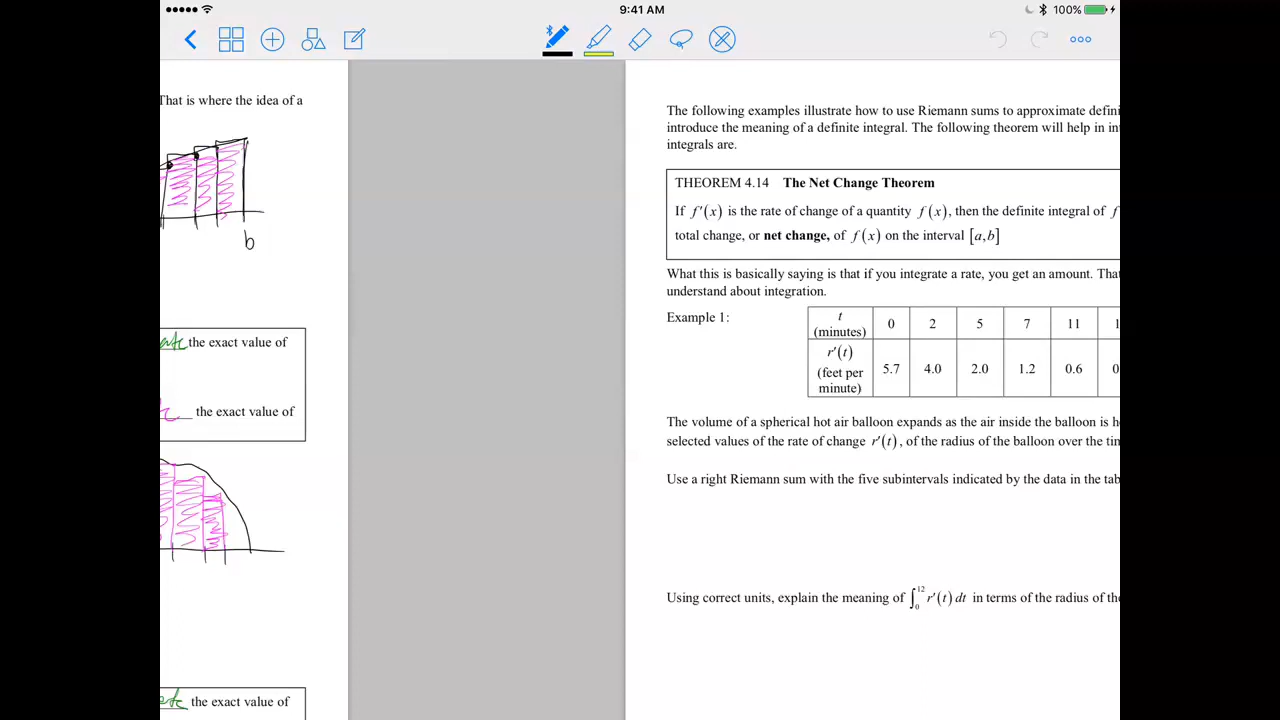 9:41 AM
100%
That is where the idea of a
b
the exact value of
the exact value of
the exact value of
The following examples illustrate how to use Riemann sums to approximate defini
introduce the meaning of a definite integral. The following theorem will help in in
integrals are.
THEOREM 4.14 The Net Change Theorem
If f′(x) is the rate of change of a quantity f(x), then the definite integral of f
total change, or net change, of f(x) on the interval [a,b]
What this is basically saying is that if you integrate a rate, you get an amount. That
understand about integration.
Example 1:
t (minutes) 0 2 5 7 11 1
r′(t) (feet per minute) 5.7 4.0 2.0 1.2 0.6 0
The volume of a spherical hot air balloon expands as the air inside the balloon is h
selected values of the rate of change r′(t), of the radius of the balloon over the ti
Use a right Riemann sum with the five subintervals indicated by the data in the tab
Using correct units, explain the meaning of ∫₀¹² r′(t) dt in terms of the radius of the